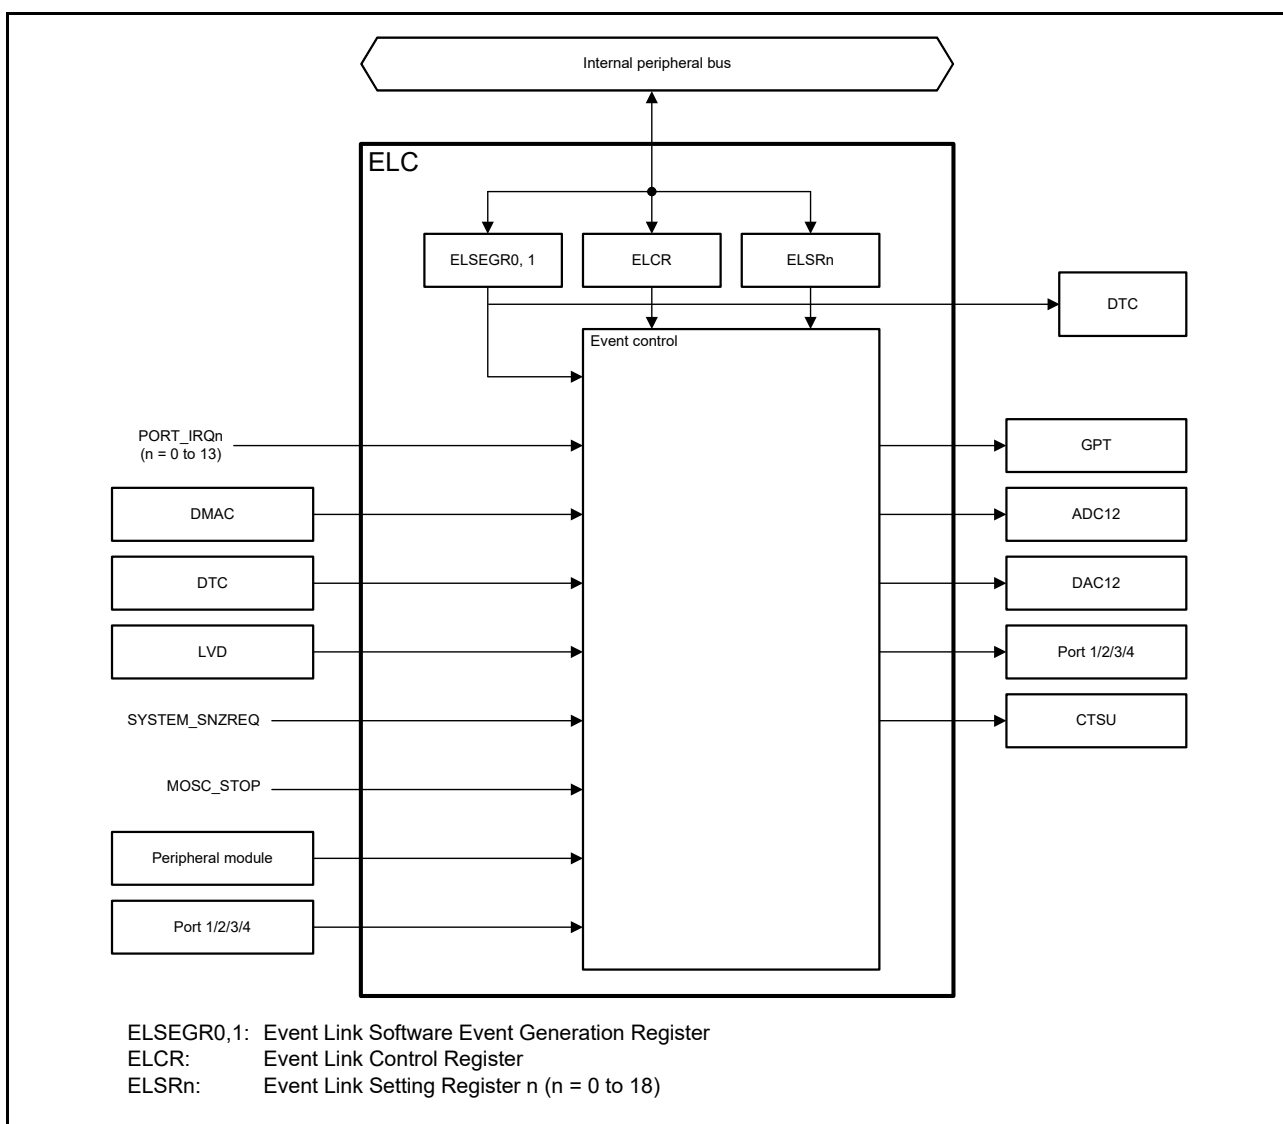 Internal peripheral bus
ELC
ELSEGR0, 1
ELCR
ELSRn
DTC
Event control
PORT_IRQn
(n = 0 to 13)
GPT
DMAC
ADC12
DTC
DAC12
LVD
Port 1/2/3/4
SYSTEM_SNZREQ
CTSU
MOSC_STOP
Peripheral module
Port 1/2/3/4
ELSEGR0,1: Event Link Software Event Generation Register
ELCR: Event Link Control Register
ELSRn: Event Link Setting Register n (n = 0 to 18)